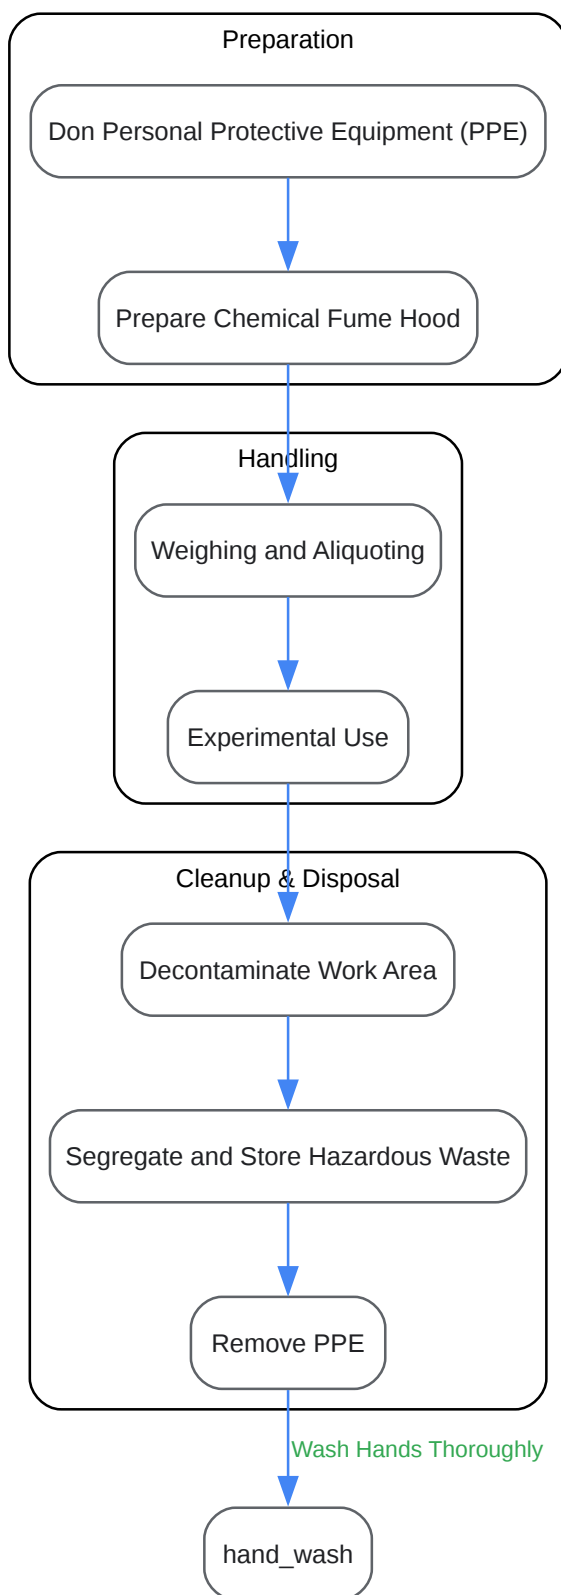 Preparation
Don Personal Protective Equipment (PPE)
Prepare Chemical Fume Hood
Handling
Weighing and Aliquoting
Experimental Use
Cleanup & Disposal
Decontaminate Work Area
Segregate and Store Hazardous Waste
Remove PPE
Wash Hands Thoroughly
hand_wash